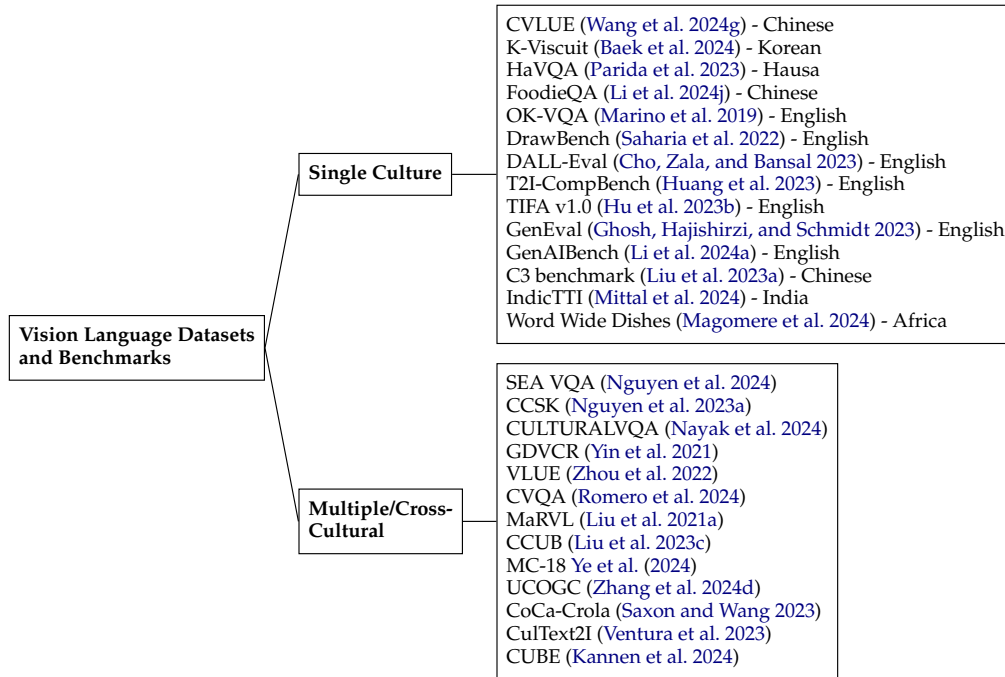 CVLUE (Wang et al. 2024g) - Chinese
K-Viscuit (Baek et al. 2024) - Korean
HaVQA (Parida et al. 2023) - Hausa
FoodieQA (Li et al. 2024j) - Chinese
OK-VQA (Marino et al. 2019) - English
DrawBench (Saharia et al. 2022) - English
DALL-Eval (Cho, Zala, and Bansal 2023) - English
T2I-CompBench (Huang et al. 2023) - English
TIFA v1.0 (Hu et al. 2023b) - English
GenEval (Ghosh, Hajishirzi, and Schmidt 2023) - English
GenAIBench (Li et al. 2024a) - English
C3 benchmark (Liu et al. 2023a) - Chinese
IndicTTI (Mittal et al. 2024) - India
Word Wide Dishes (Magomere et al. 2024) - Africa
Single Culture
Vision Language Datasets
and Benchmarks
SEA VQA (Nguyen et al. 2024)
CCSK (Nguyen et al. 2023a)
CULTURALVQA (Nayak et al. 2024)
GDVCR (Yin et al. 2021)
VLUE (Zhou et al. 2022)
CVQA (Romero et al. 2024)
MaRVL (Liu et al. 2021a)
CCUB (Liu et al. 2023c)
MC-18 Ye et al. (2024)
UCOGC (Zhang et al. 2024d)
CoCa-Crola (Saxon and Wang 2023)
CulText2I (Ventura et al. 2023)
CUBE (Kannen et al. 2024)
Multiple/Cross-
Cultural